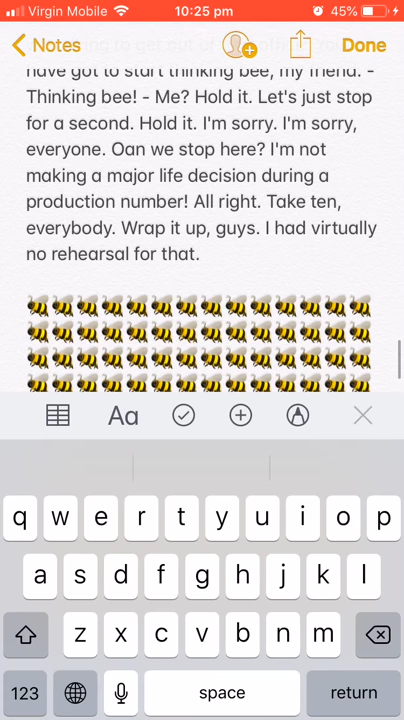 Virgin Mobile 10:25 pm 45%
Notes Done
have got to start thinking bee, my friend. -
Thinking bee! - Me? Hold it. Let's just stop
for a second. Hold it. I'm sorry. I'm sorry,
everyone. Oan we stop here? I'm not
making a major life decision during a
production number! All right. Take ten,
everybody. Wrap it up, guys. I had virtually
no rehearsal for that.
Aa
q w e r t y u i o p
a s d f g h j k l
z x c v b n m
123 space return